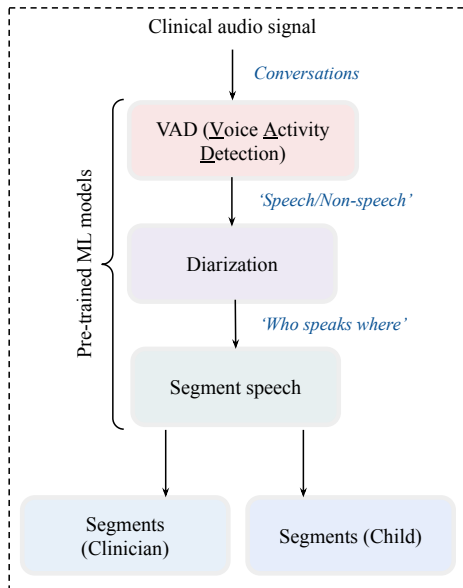 Clinical audio signal
Conversations
VAD (Voice Activity
Detection)
‘Speech/Non-speech’
Diarization
‘Who speaks where’
Segment speech
Pre-trained ML models
Segments
(Clinician)
Segments (Child)